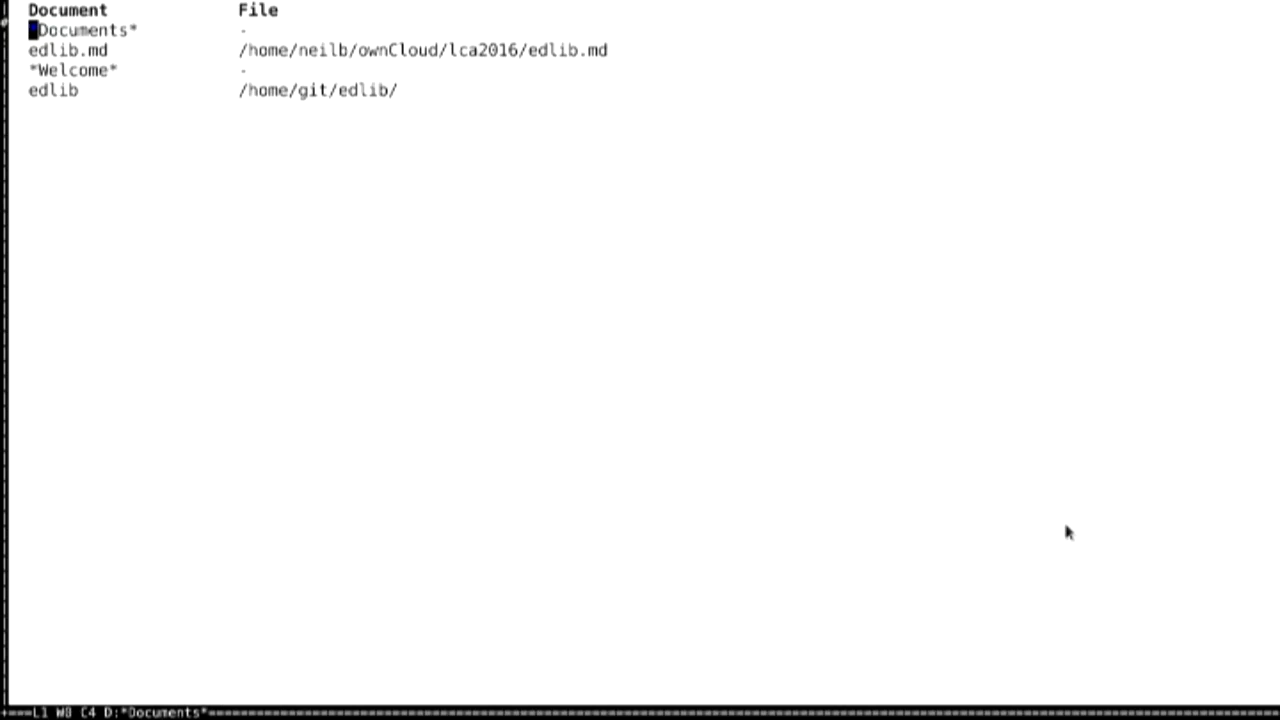 Document File
*Documents* -
edlib.md /home/neilb/ownCloud/lca2016/edlib.md
*Welcome* -
edlib /home/git/edlib/
L1 W0 C4 D:*Documents*